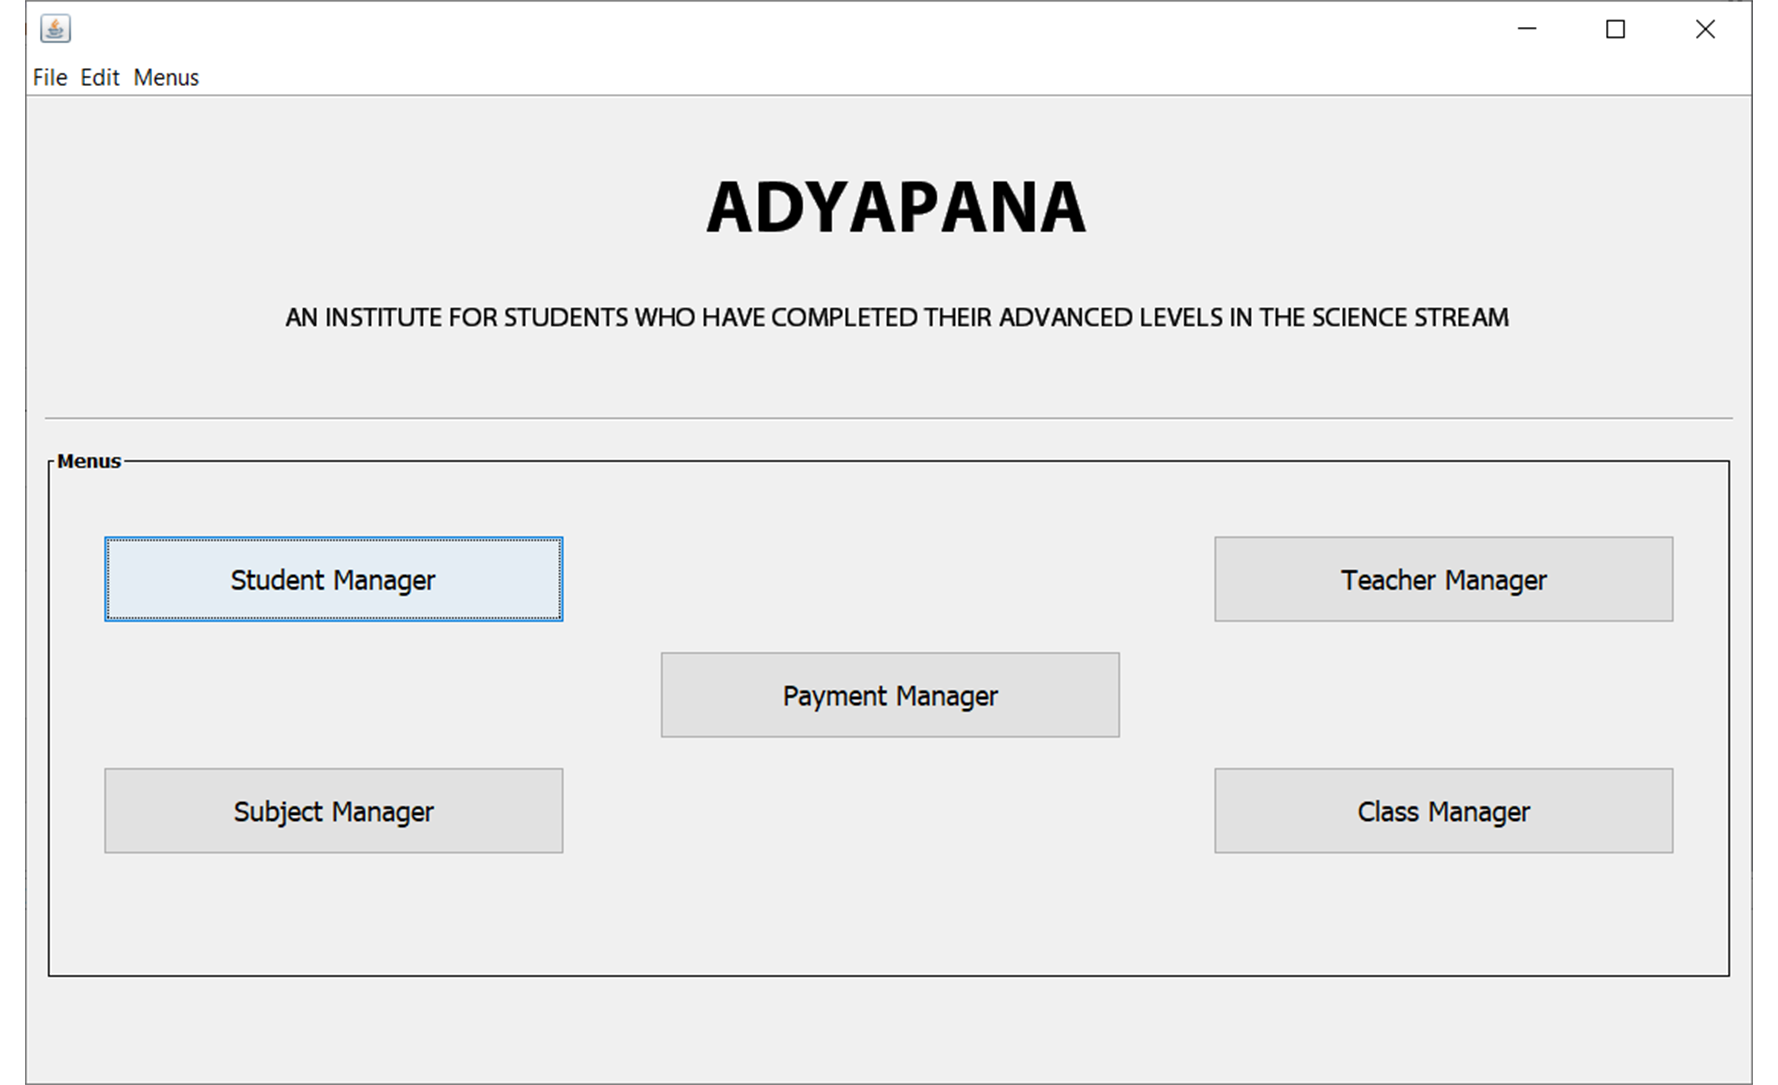 File Edit Menus
ADYAPANA
AN INSTITUTE FOR STUDENTS WHO HAVE COMPLETED THEIR ADVANCED LEVELS IN THE SCIENCE STREAM
Menus
Student Manager
Teacher Manager
Payment Manager
Subject Manager
Class Manager